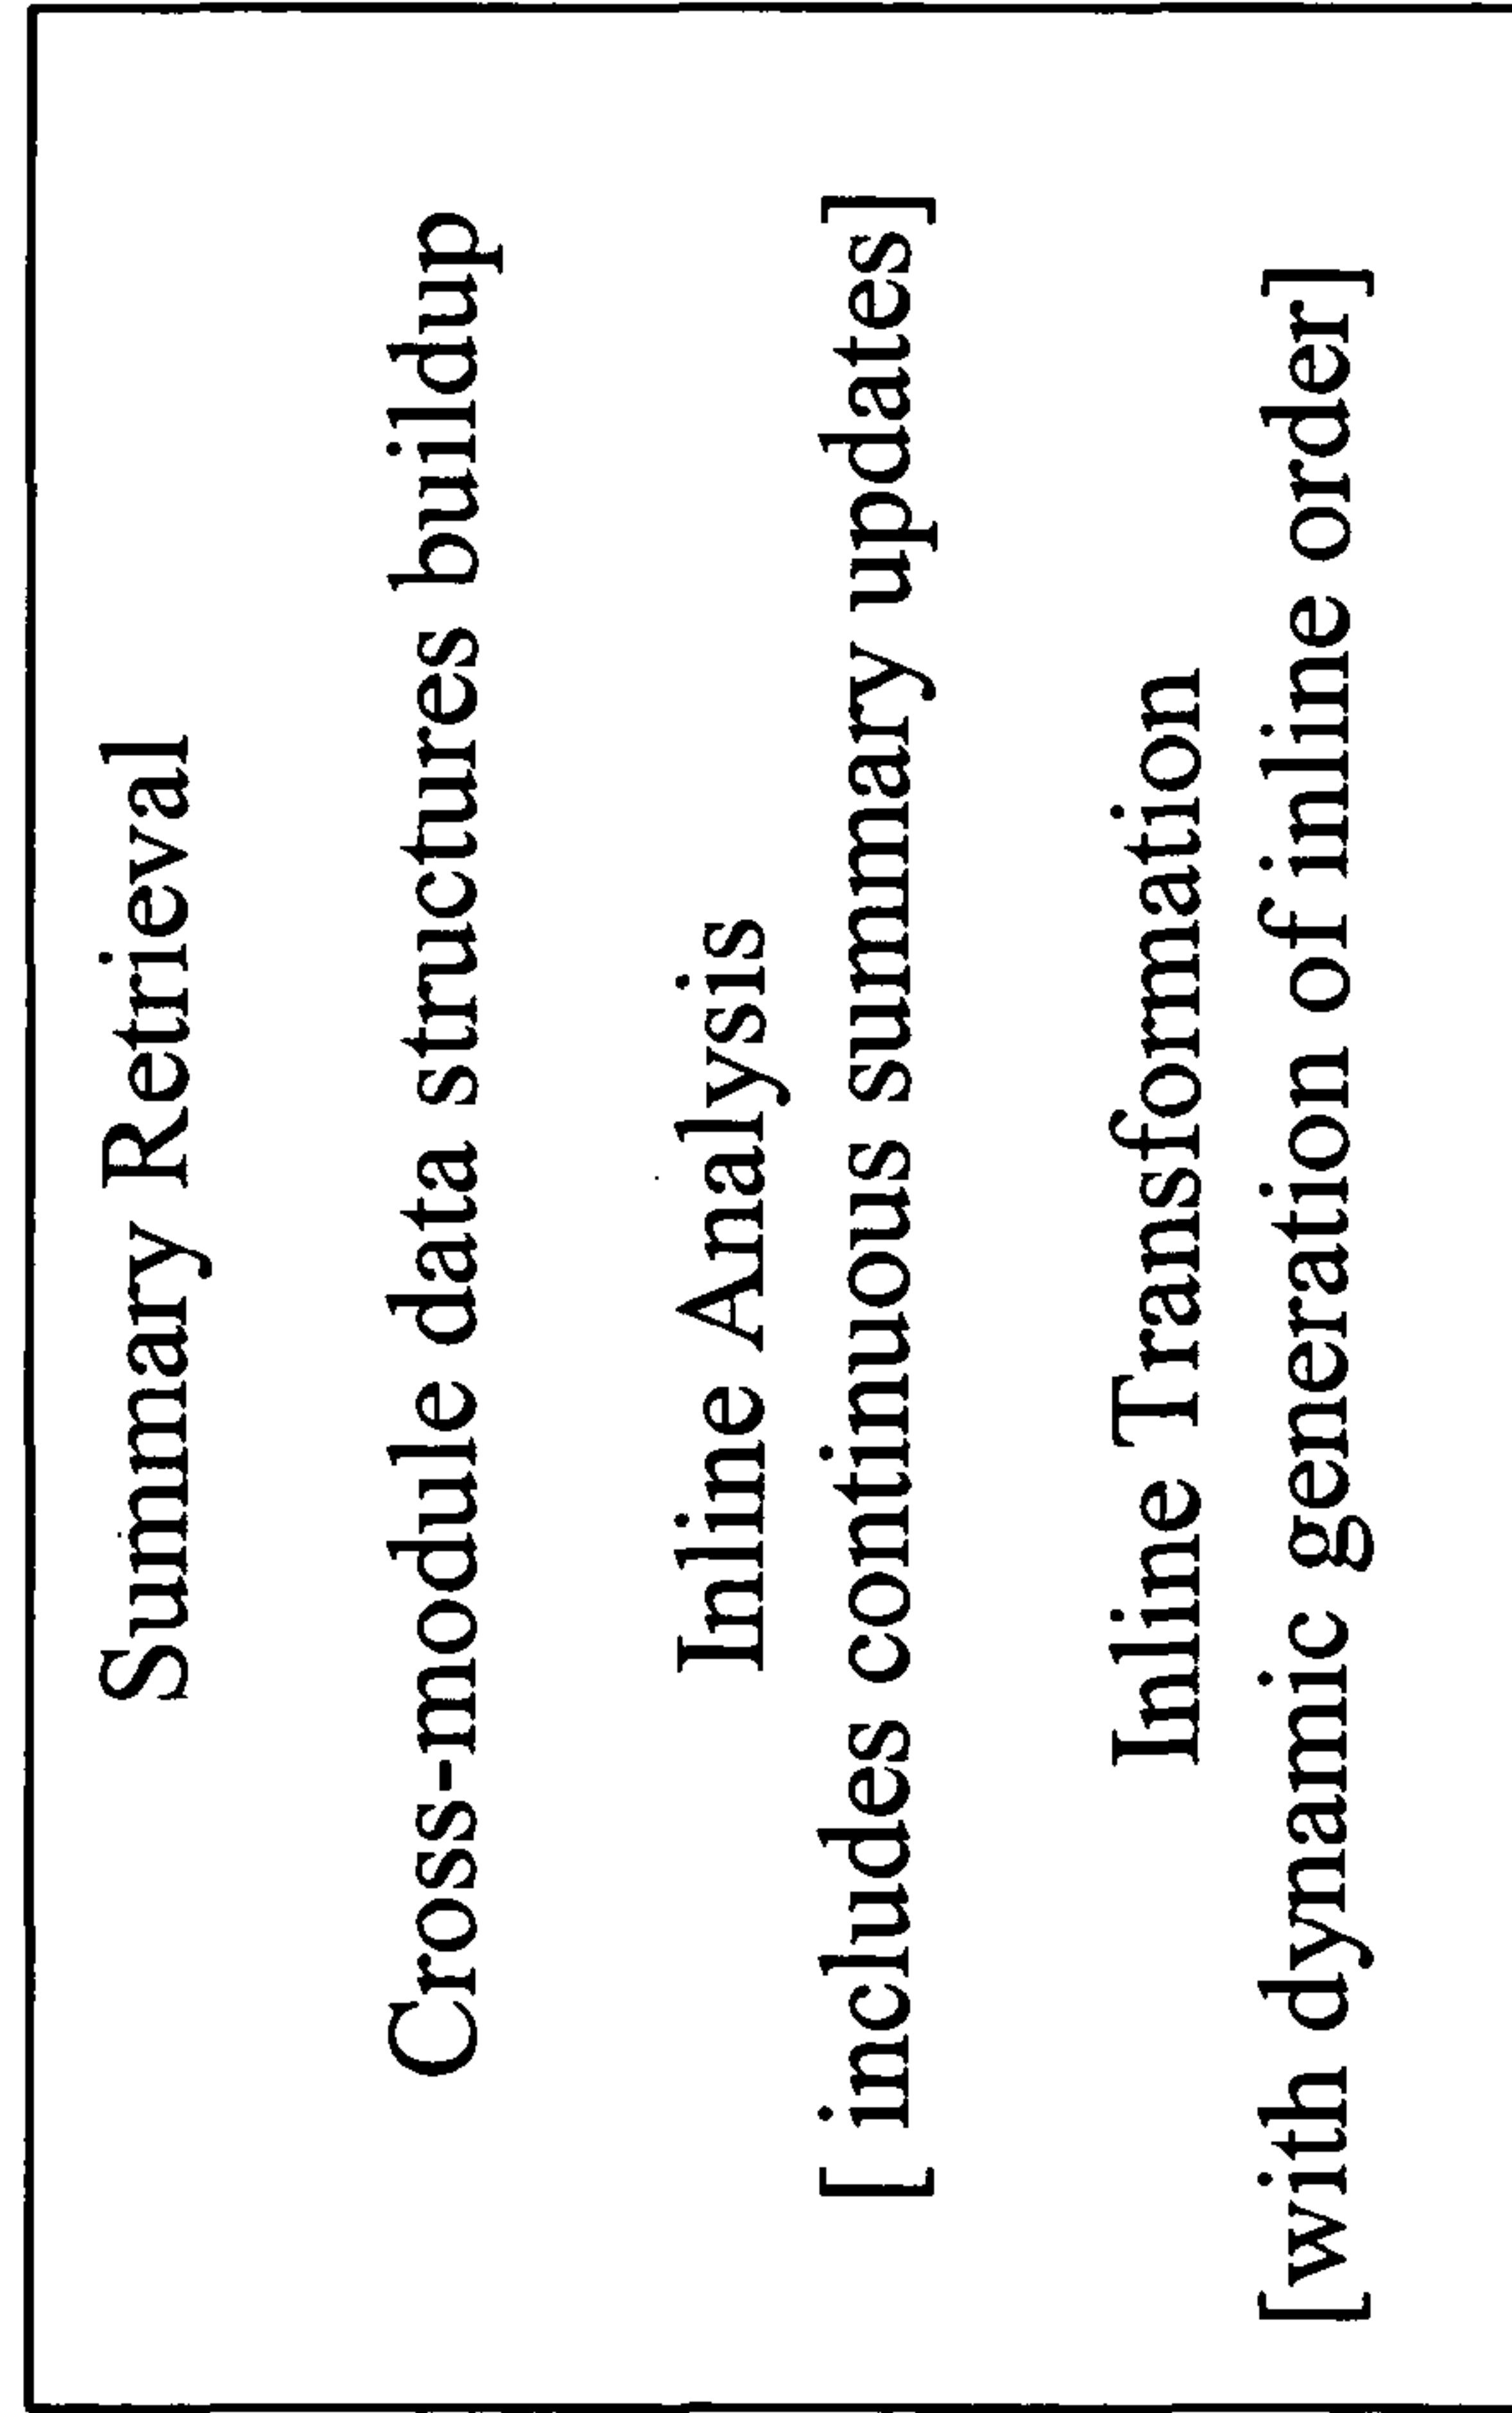 Summary Retrieval
Cross-module data structures buildup
Inline Analysis
[ includes continuous summary updates]
Inline Transformation
[with dynamic generation of inline order]